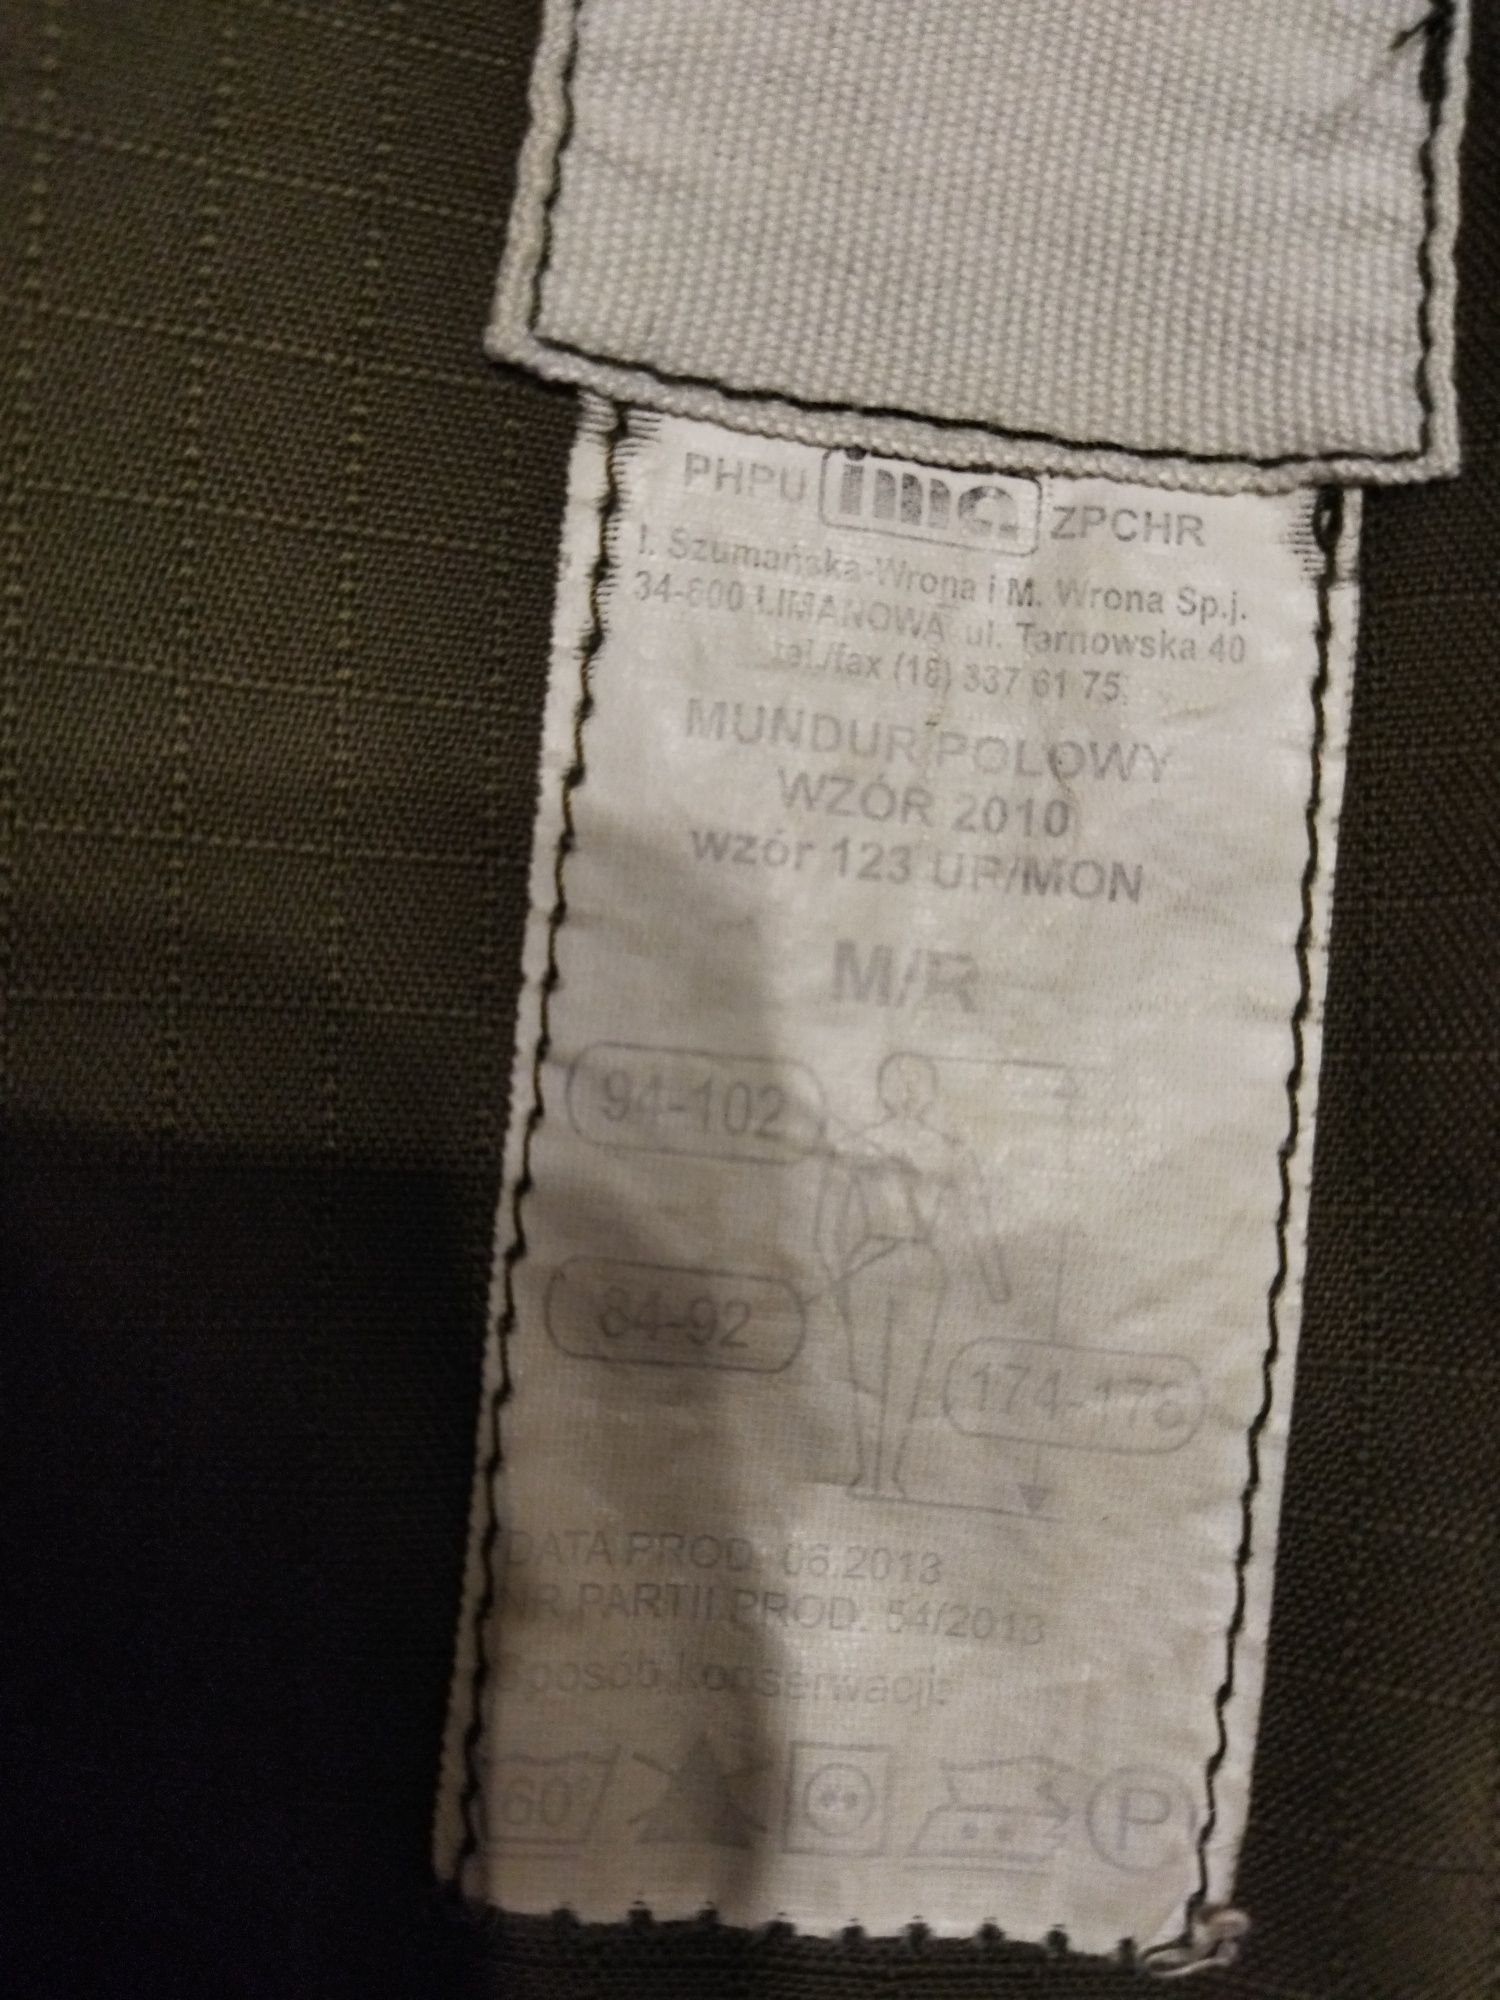 PHPU ima ZPCHR
I. Szumańska-Wrona i M. Wrona Sp.j.
34-600 LIMANOWA ul. Tarnowska 40
tel./fax (18) 337 61 75
MUNDUR POLOWY
WZÓR 2010
wzór 123 UP/MON
M/R
94-102
84-92
174-178
DATA PROD. 06.2013
NR PARTII PROD. 54/2013
sposób konserwacji:
60° P